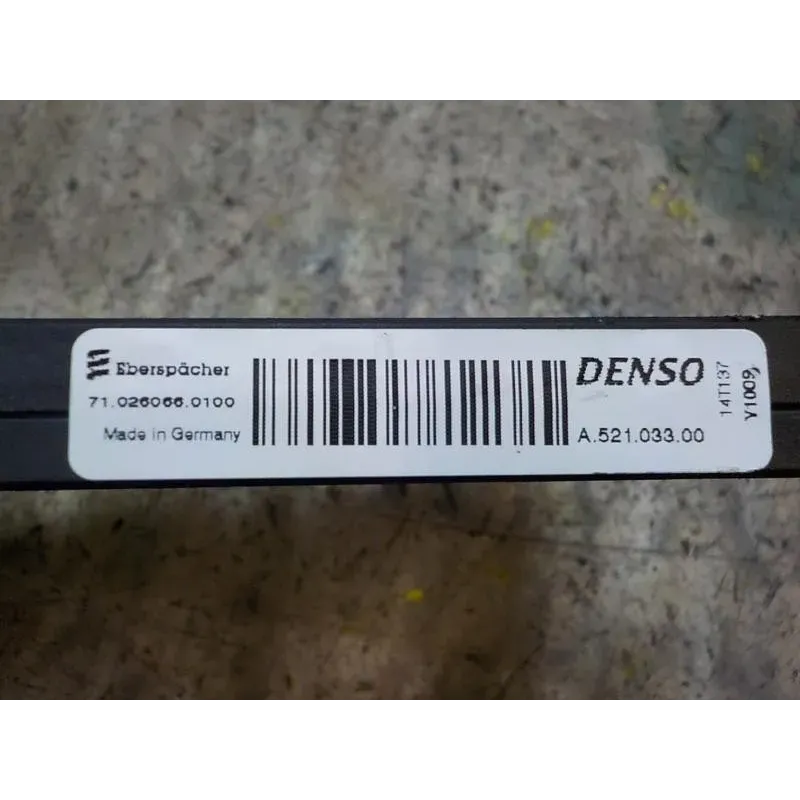 Eberspächer
71.026066.0100
Made in Germany
DENSO
A.521.033.00
14T137
Y1009